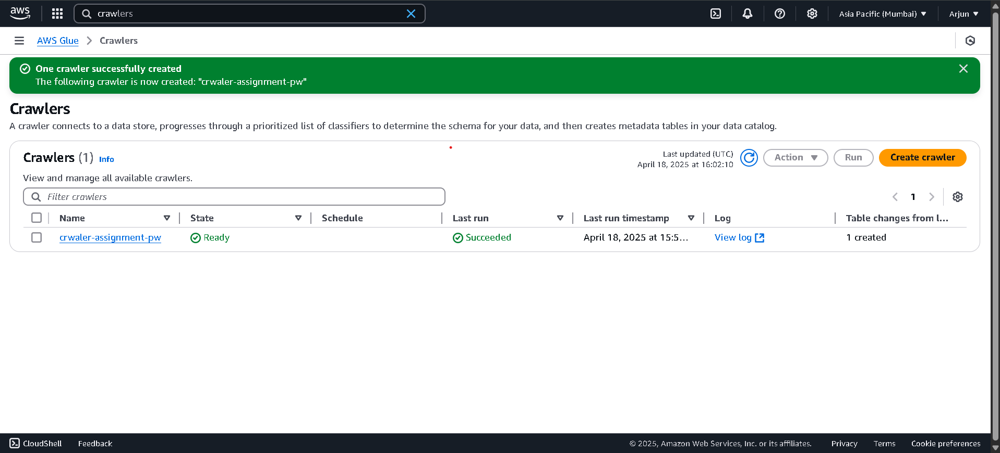 aws
crawlers
Asia Pacific (Mumbai)
Arjun
AWS Glue > Crawlers
One crawler successfully created
The following crawler is now created: "crwaler-assignment-pw"
Crawlers
A crawler connects to a data store, progresses through a prioritized list of classifiers to determine the schema for your data, and then creates metadata tables in your data catalog.
Crawlers (1) Info
Last updated (UTC)
April 18, 2025 at 16:02:10
Action
Run
Create crawler
View and manage all available crawlers.
Filter crawlers
1
Name State Schedule Last run Last run timestamp Log Table changes from l...
crwaler-assignment-pw Ready Succeeded April 18, 2025 at 15:5... View log 1 created
CloudShell Feedback © 2025, Amazon Web Services, Inc. or its affiliates. Privacy Terms Cookie preferences